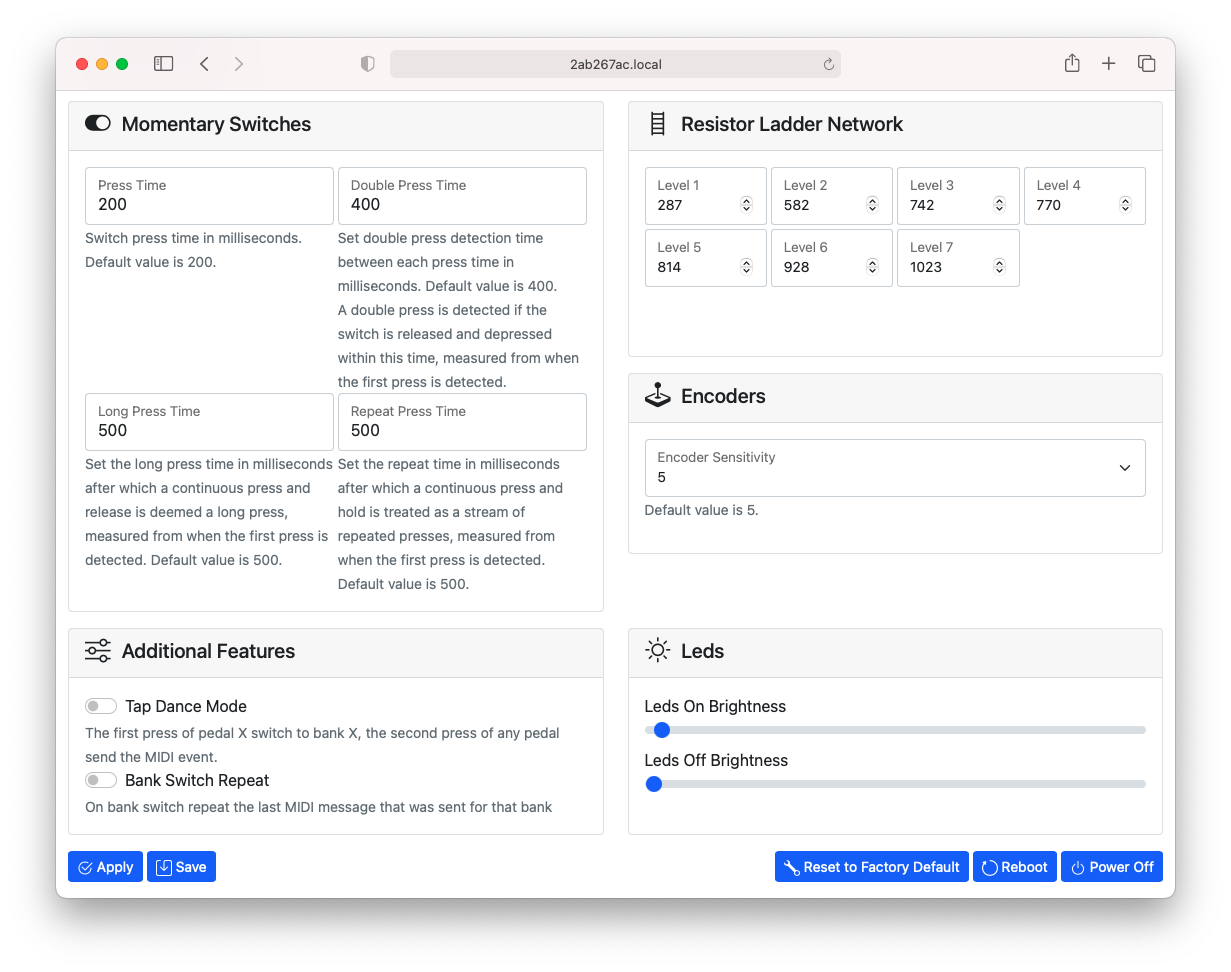 2ab267ac.local
Momentary Switches
Press Time
200
Switch press time in milliseconds.
Default value is 200.
Double Press Time
400
Set double press detection time
between each press time in
milliseconds. Default value is 400.
A double press is detected if the
switch is released and depressed
within this time, measured from when
the first press is detected.
Long Press Time
500
Set the long press time in milliseconds
after which a continuous press and
release is deemed a long press,
measured from when the first press is
detected. Default value is 500.
Repeat Press Time
500
Set the repeat time in milliseconds
after which a continuous press and
hold is treated as a stream of
repeated presses, measured from
when the first press is detected.
Default value is 500.
Resistor Ladder Network
Level 1
287
Level 2
582
Level 3
742
Level 4
770
Level 5
814
Level 6
928
Level 7
1023
Encoders
Encoder Sensitivity
5
Default value is 5.
Additional Features
Tap Dance Mode
The first press of pedal X switch to bank X, the second press of any pedal
send the MIDI event.
Bank Switch Repeat
On bank switch repeat the last MIDI message that was sent for that bank
Leds
Leds On Brightness
Leds Off Brightness
Apply
Save
Reset to Factory Default
Reboot
Power Off